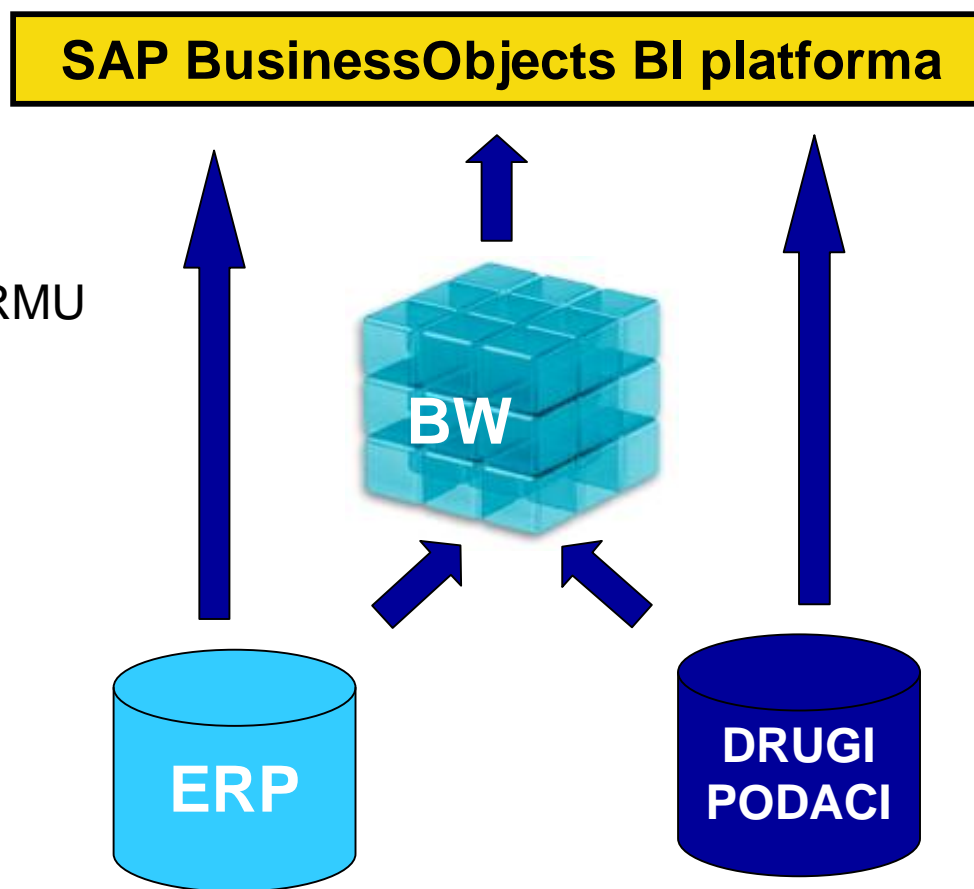 SAP BusinessObjects BI platforma
RMU
BW
ERP
DRUGI
PODACI